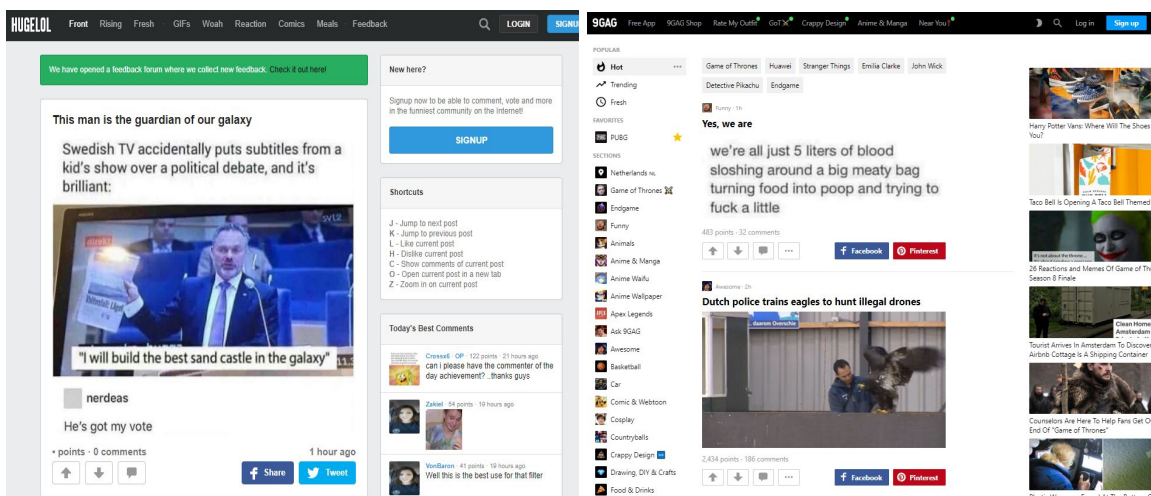 HUGELOL
Front Rising Fresh GIFs Woah Reaction Comics Meals Feedback
LOGIN
We have opened a feedback forum where we collect new feedback. Check it out here!
This man is the guardian of our galaxy
Swedish TV accidentally puts subtitles from a
kid's show over a political debate, and it's
brilliant:
svt2
direkt
"I will build the best sand castle in the galaxy"
nerdeas
He's got my vote
• points · 0 comments
1 hour ago
Share
Tweet
New here?
Signup now to be able to comment, vote and more
in the funniest community on the Internet!
SIGNUP
Shortcuts
J - Jump to next post
K - Jump to previous post
L - Like current post
H - Dislike current post
C - Show comments of current post
O - Open current post in a new tab
Z - Zoom in on current post
Today's Best Comments
Crosse6 · OP · 122 points · 21 hours ago
can i please have the commenter of the
day achievement? ..thanks guys
Zakiel · 54 points · 19 hours ago
VonBaron · 41 points · 19 hours ago
Well this is the best use for that filter
9GAG
Free App 9GAG Shop Rate My Outfit GoT Crappy Design Anime & Manga Near You!
Log in
Sign up
POPULAR
Hot
Trending
Fresh
FAVORITES
PUBG
SECTIONS
Netherlands
Game of Thrones
Endgame
Funny
Animals
Anime & Manga
Anime Waifu
Anime Wallpaper
Apex Legends
Ask 9GAG
Awesome
Basketball
Car
Comic & Webtoon
Cosplay
Countryballs
Crappy Design
Drawing, DIY & Crafts
Food & Drinks
Game of Thrones Huawei Stranger Things Emilia Clarke John Wick
Detective Pikachu Endgame
Funny · 1h
Yes, we are
we're all just 5 liters of blood
sloshing around a big meaty bag
turning food into poop and trying to
fuck a little
483 points · 32 comments
Facebook
Pinterest
Awesome · 2h
Dutch police trains eagles to hunt illegal drones
daarom Overschie
2,434 points · 186 comments
Facebook
Pinterest
Harry Potter Vans: Where Will The Shoes
You?
Taco Bell Is Opening A Taco Bell Themed
26 Reactions and Memes Of Game of
Season 8 Finale
Clean Home
Amsterdam
Tourist Arrives In Amsterdam To Discover
Airbnb Cottage Is A Shipping Container
Counselors Are Here To Help Fans Get
End Of "Game of Thrones"